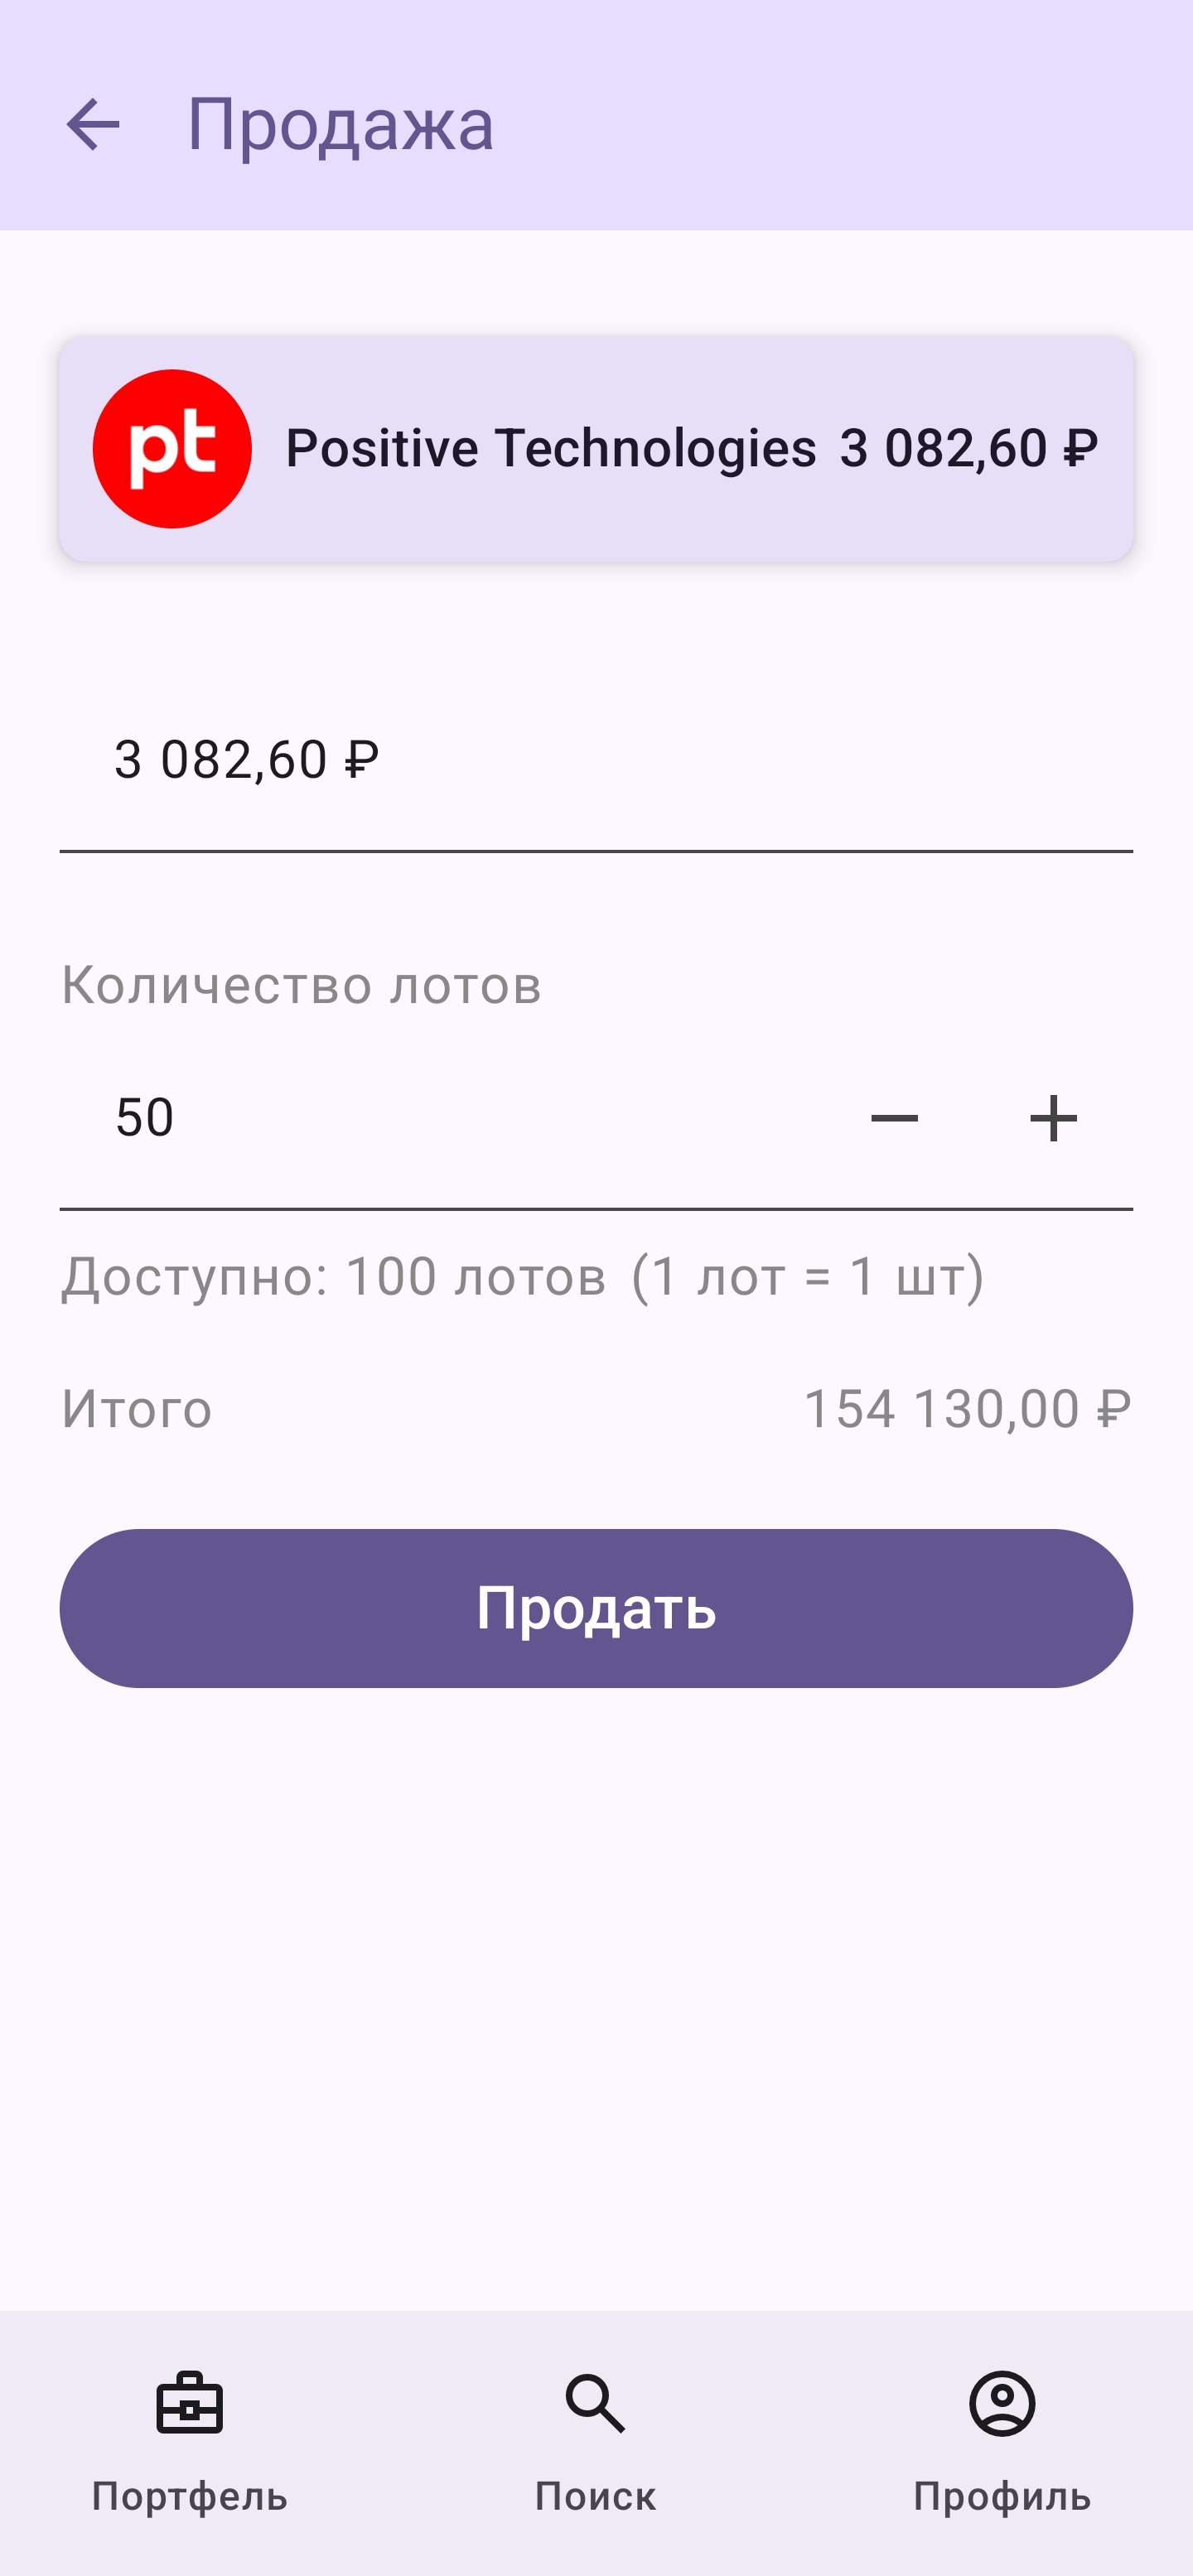 Продажа
pt Positive Technologies 3 082,60 ₽
3 082,60 ₽
Количество лотов
50
Доступно: 100 лотов (1 лот = 1 шт)
Итого 154 130,00 ₽
Продать
Портфель Поиск Профиль